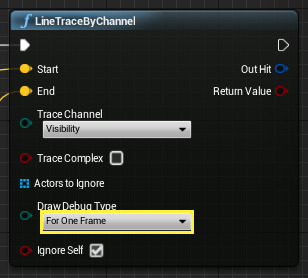 LineTraceByChannel
Start
Out Hit
End
Return Value
Trace Channel
Visibility
Trace Complex
Actors to Ignore
Draw Debug Type
For One Frame
Ignore Self